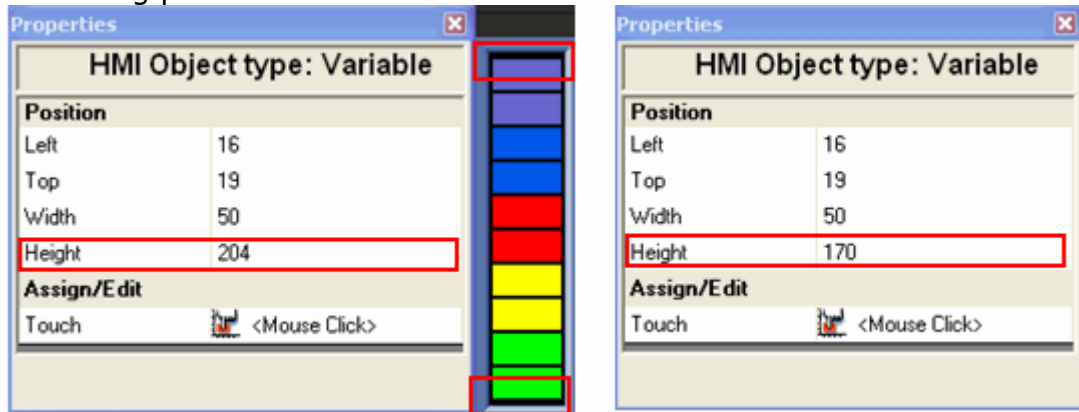 Properties
HMI Object type: Variable
Position
Left 16
Top 19
Width 50
Height 204
Assign/Edit
Touch <Mouse Click>
Properties
HMI Object type: Variable
Position
Left 16
Top 19
Width 50
Height 170
Assign/Edit
Touch <Mouse Click>